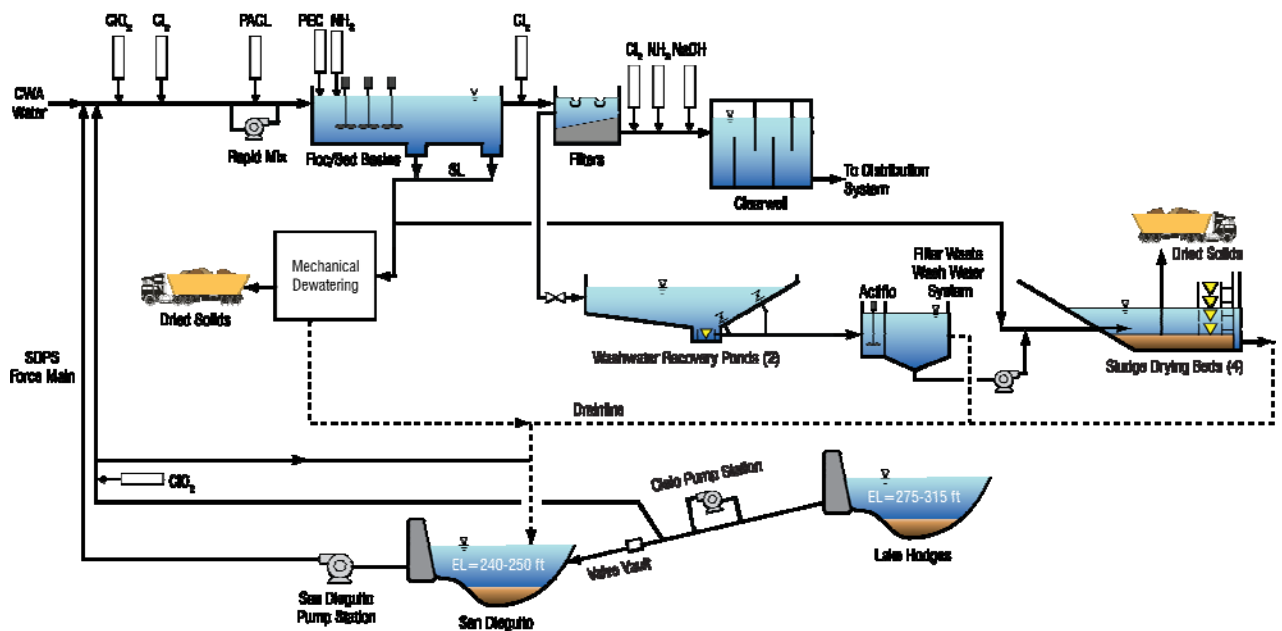 ClO₂
Cl₂
PACL
PEC
NH₂
Cl₂
CWA
Water
Rapid Mix
Floc/Sed Basins
SL
Filters
Cl₂
NH₂
NaOH
Clearwell
To Distribution
System
Mechanical
Dewatering
Dried Solids
Washwater Recovery Ponds (2)
Actiflo
Filter Waste
Wash Water
System
Dried Solids
Sludge Drying Beds (4)
SDPS
Force Main
Drainline
ClO₂
Cielo Pump Station
Valve Vault
EL=275-315 ft
Lake Hodges
EL=240-250 ft
San Dieguito
Pump Station
San Dieguito